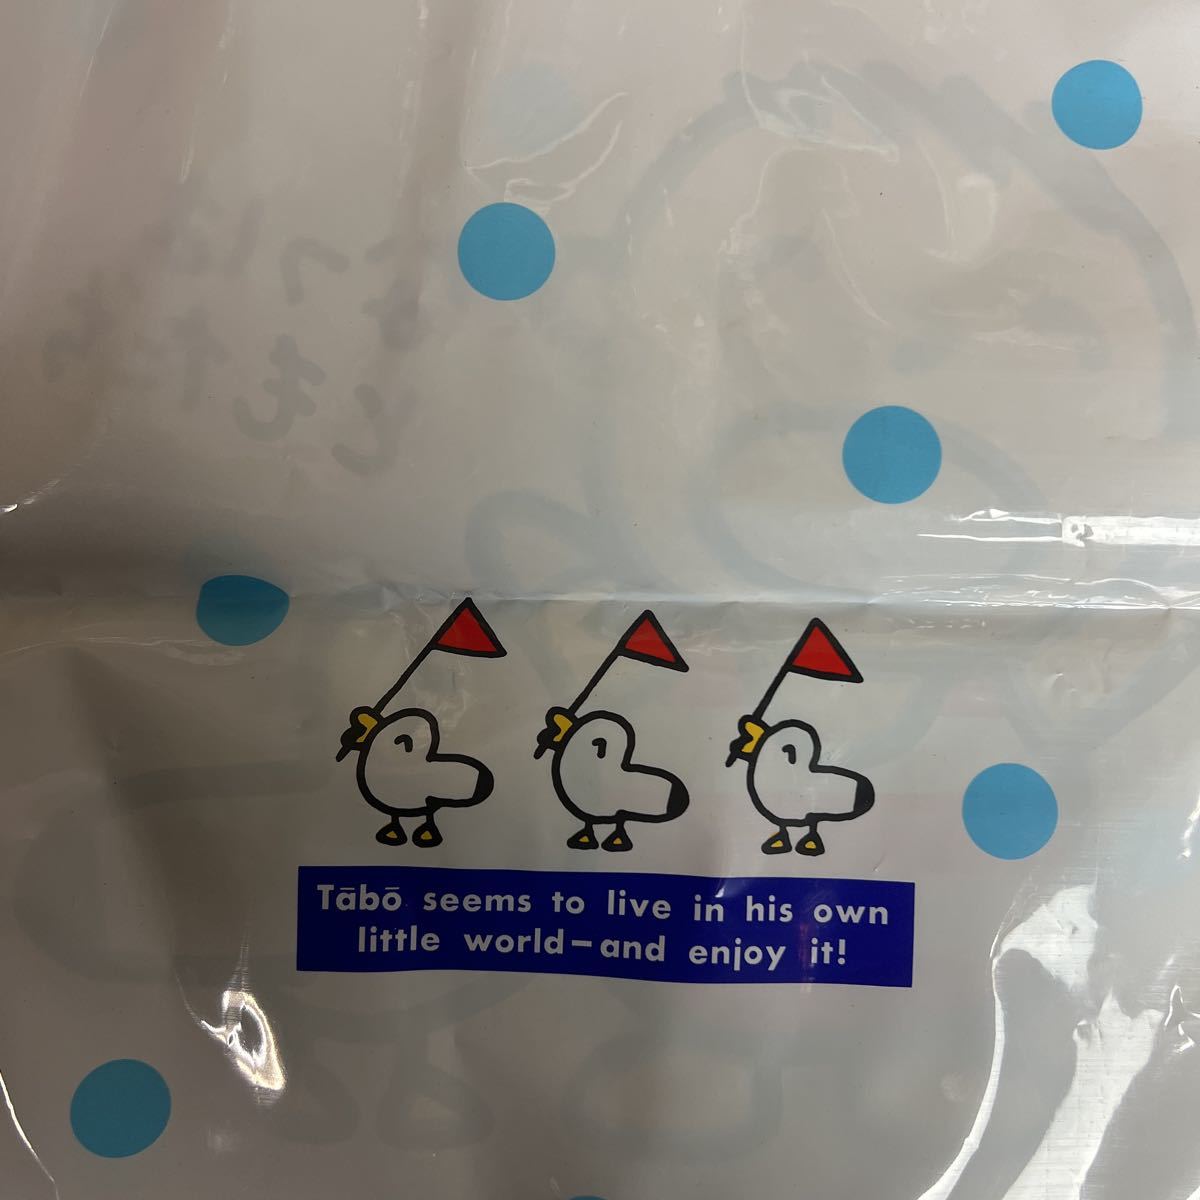 Tābō seems to live in his own
little world—and enjoy it!